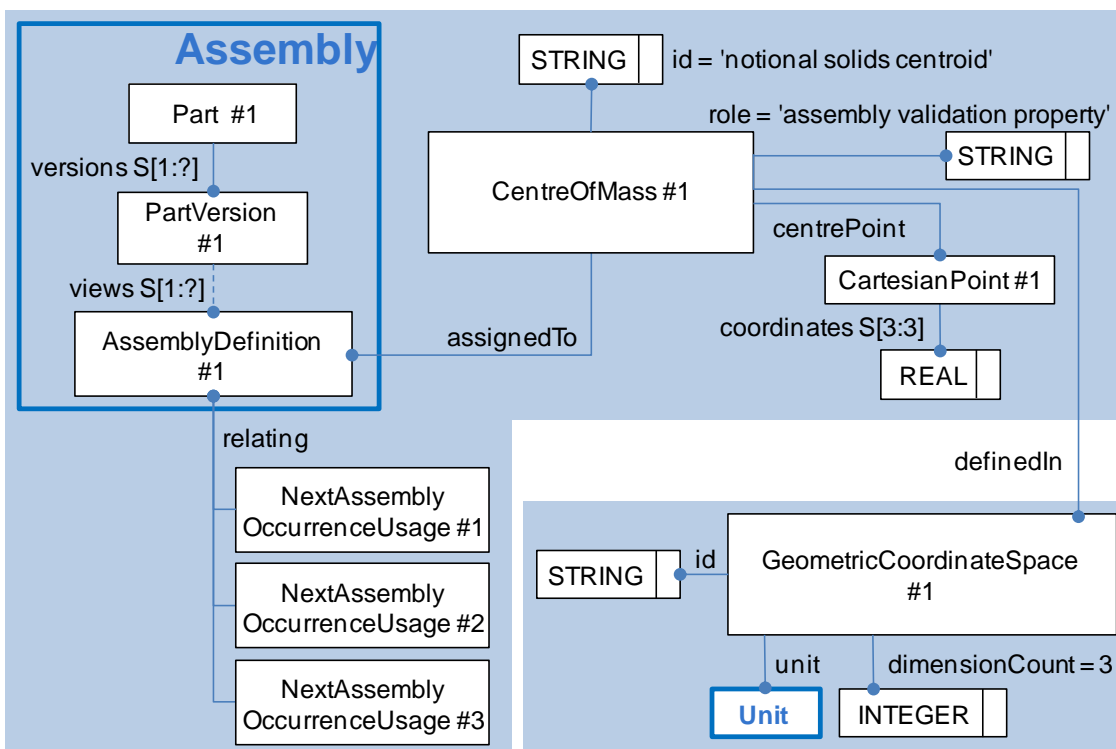 Assembly
Part #1
versions S[1:?]
PartVersion
#1
views S[1:?]
AssemblyDefinition
#1
relating
NextAssembly
OccurrenceUsage #1
NextAssembly
OccurrenceUsage #2
NextAssembly
OccurrenceUsage #3
STRING
id = 'notional solids centroid'
role = 'assembly validation property'
STRING
CentreOfMass #1
centrePoint
CartesianPoint #1
coordinates S[3:3]
REAL
assignedTo
definedIn
GeometricCoordinateSpace
#1
id
STRING
unit
Unit
dimensionCount = 3
INTEGER